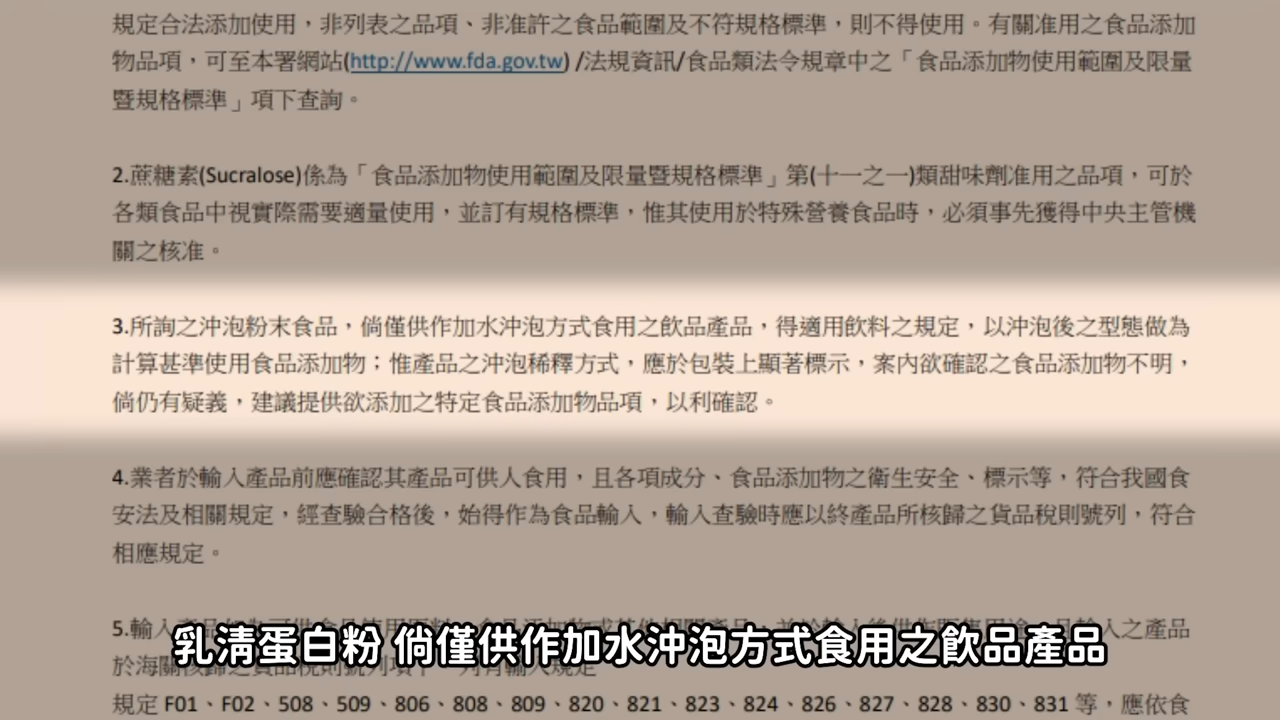 規定合法添加使用，非列表之品項、非准許之食品範圍及不符規格標準，則不得使用。有關准用之食品添加
物品項，可至本署網站(http://www.fda.gov.tw) /法規資訊/食品類法令規章中之「食品添加物使用範圍及限量
暨規格標準」項下查詢。
2.蔗糖素(Sucralose)係為「食品添加物使用範圍及限量暨規格標準」第(十一之一)類甜味劑准用之品項，可於
各類食品中視實際需要適量使用，並訂有規格標準，惟其使用於特殊營養食品時，必須事先獲得中央主管機
關之核准。
3.所詢之沖泡粉末食品，倘僅供作加水沖泡方式食用之飲品產品，得適用飲料之規定，以沖泡後之型態做為
計算基準使用食品添加物；惟產品之沖泡稀釋方式，應於包裝上顯著標示，案內欲確認之食品添加物不明，
倘仍有疑義，建議提供欲添加之特定食品添加物品項，以利確認。
4.業者於輸入產品前應確認其產品可供人食用，且各項成分、食品添加物之衛生安全、標示等，符合我國食
安法及相關規定，經查驗合格後，始得作為食品輸入，輸入查驗時應以終產品所核歸之貨品稅則號列，符合
相應規定。
5.輸入
入之產品
乳清蛋白粉 倘僅供作加水沖泡方式食用之飲品產品
於海關核歸之貨品稅則號列項下
規定 F01、F02、508、509、806、808、809、820、821、823、824、826、827、828、830、831 等，應依食